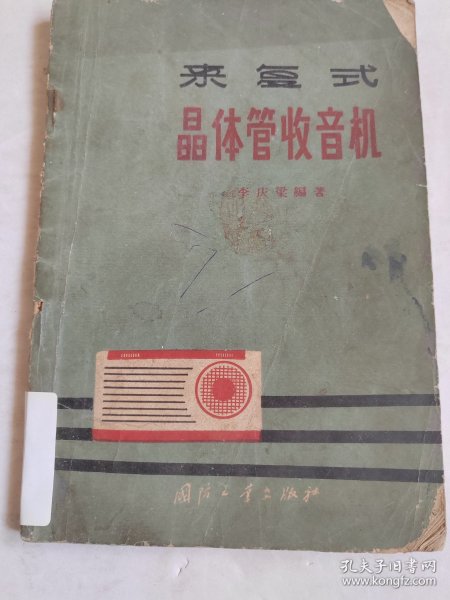 来复式
晶体管收音机
李庆梁編著
国防工业出版社
孔夫子旧书网
www.kongfz.com